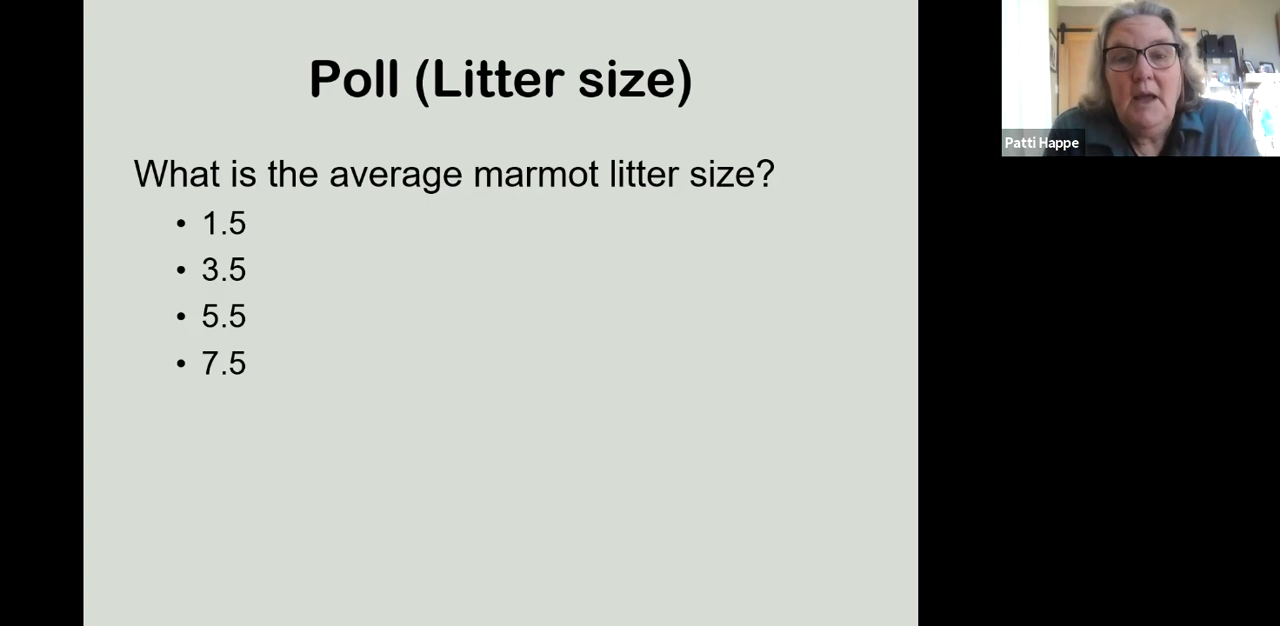 Poll (Litter size)
What is the average marmot litter size?
• 1.5
• 3.5
• 5.5
• 7.5
Patti Happe